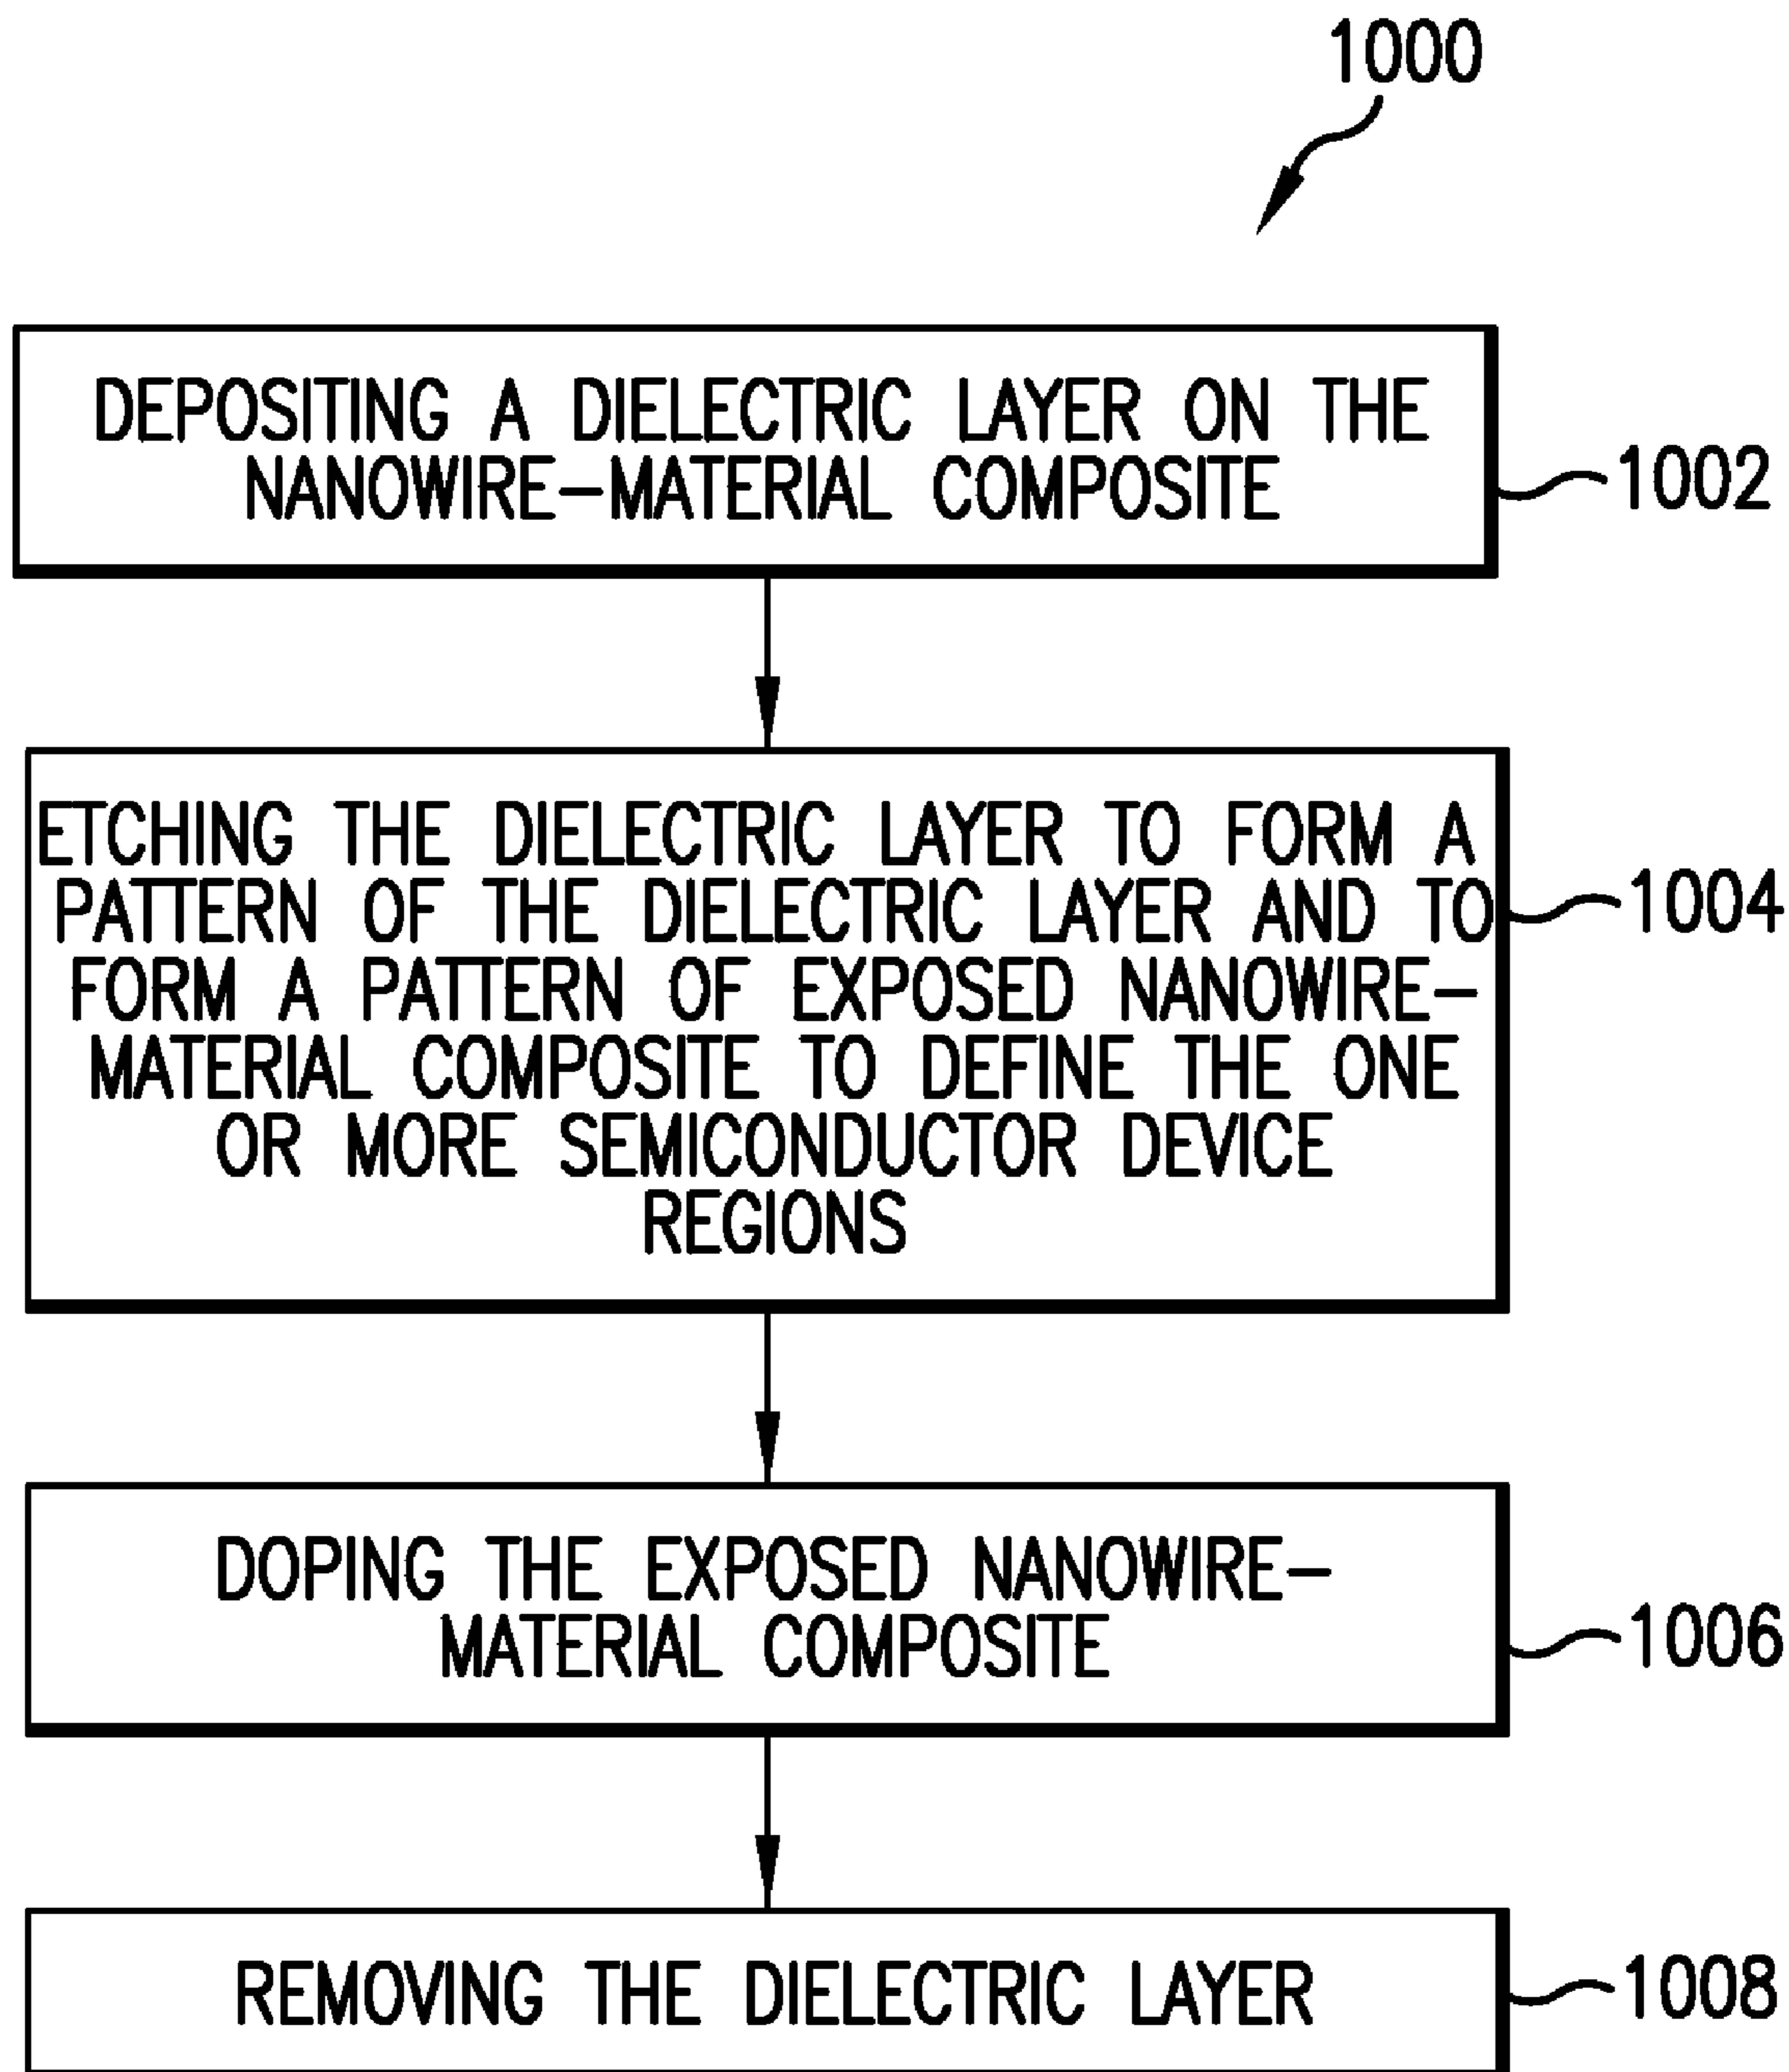 1000
DEPOSITING A DIELECTRIC LAYER ON THE
NANOWIRE-MATERIAL COMPOSITE
1002
ETCHING THE DIELECTRIC LAYER TO FORM A
PATTERN OF THE DIELECTRIC LAYER AND TO
FORM A PATTERN OF EXPOSED NANOWIRE-
MATERIAL COMPOSITE TO DEFINE THE ONE
OR MORE SEMICONDUCTOR DEVICE
REGIONS
1004
DOPING THE EXPOSED NANOWIRE-
MATERIAL COMPOSITE
1006
REMOVING THE DIELECTRIC LAYER
1008